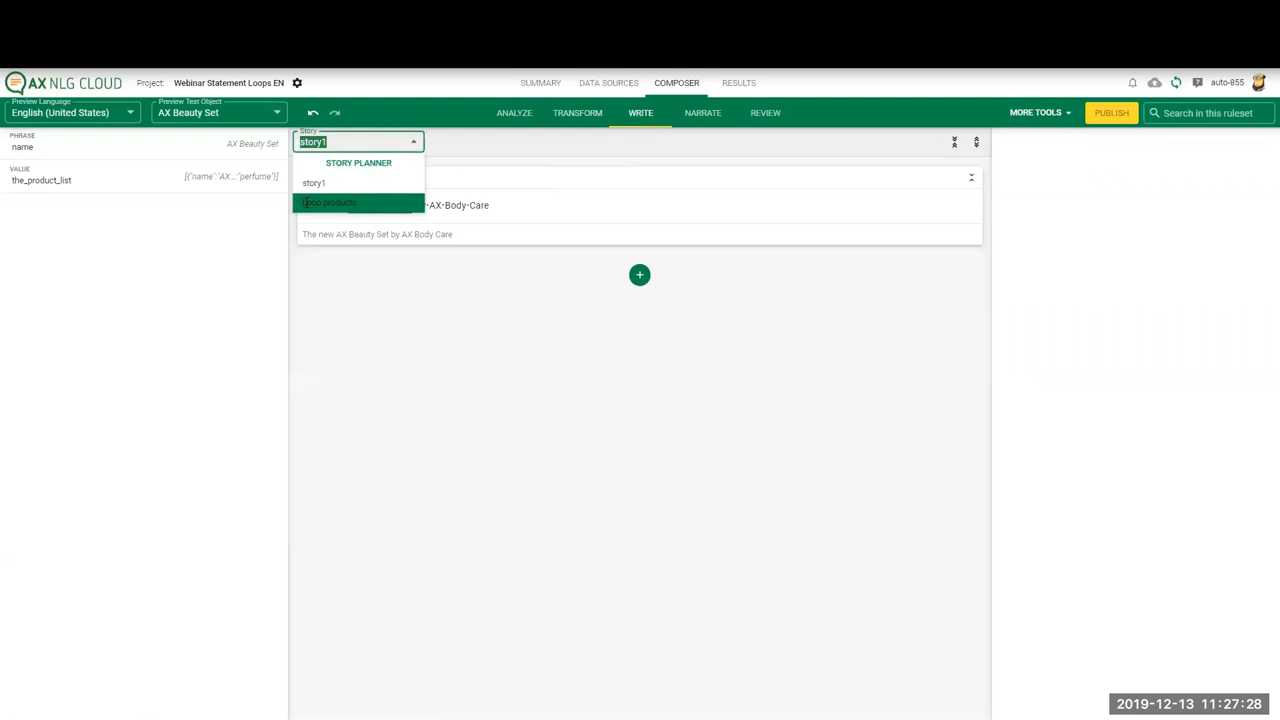 AX NLG CLOUD Project: Webinar Statement Loops EN SUMMARY DATA SOURCES COMPOSER RESULTS auto-855
Preview Language Preview Test Object
English (United States) AX Beauty Set ANALYZE TRANSFORM WRITE NARRATE REVIEW MORE TOOLS PUBLISH Search in this ruleset
PHRASE
name AX Beauty Set
VALUE
the_product_list [{"name":"AX...:"perfume"}]
Story
story1
STORY PLANNER
story1
Loop products
-AX-Body-Care
The new AX Beauty Set by AX Body Care
2019-12-13 11:27:28